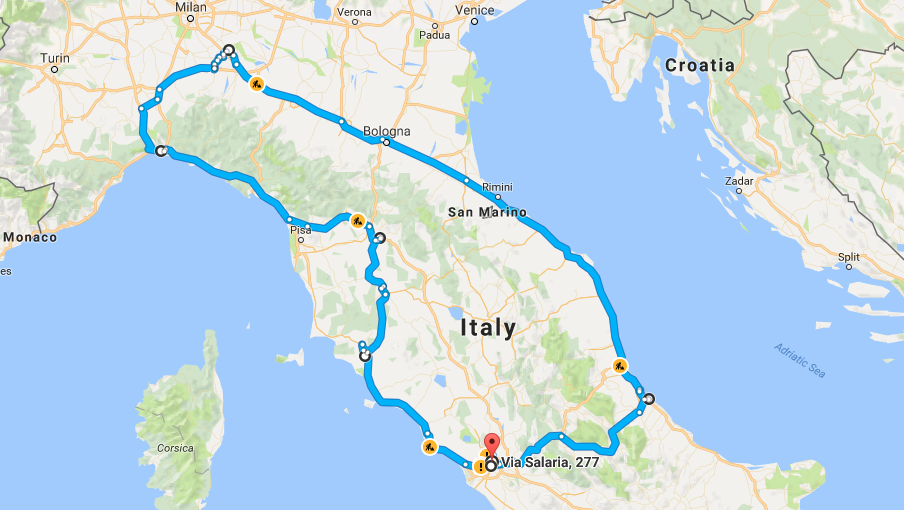 Milan
Verona
Venice
Padua
Turin
Croatia
Bologna
Rimini
Zadar
San Marino
Pisa
Monaco
Split
es
Italy
Adriatic Sea
Corsica
Via Salaria, 277